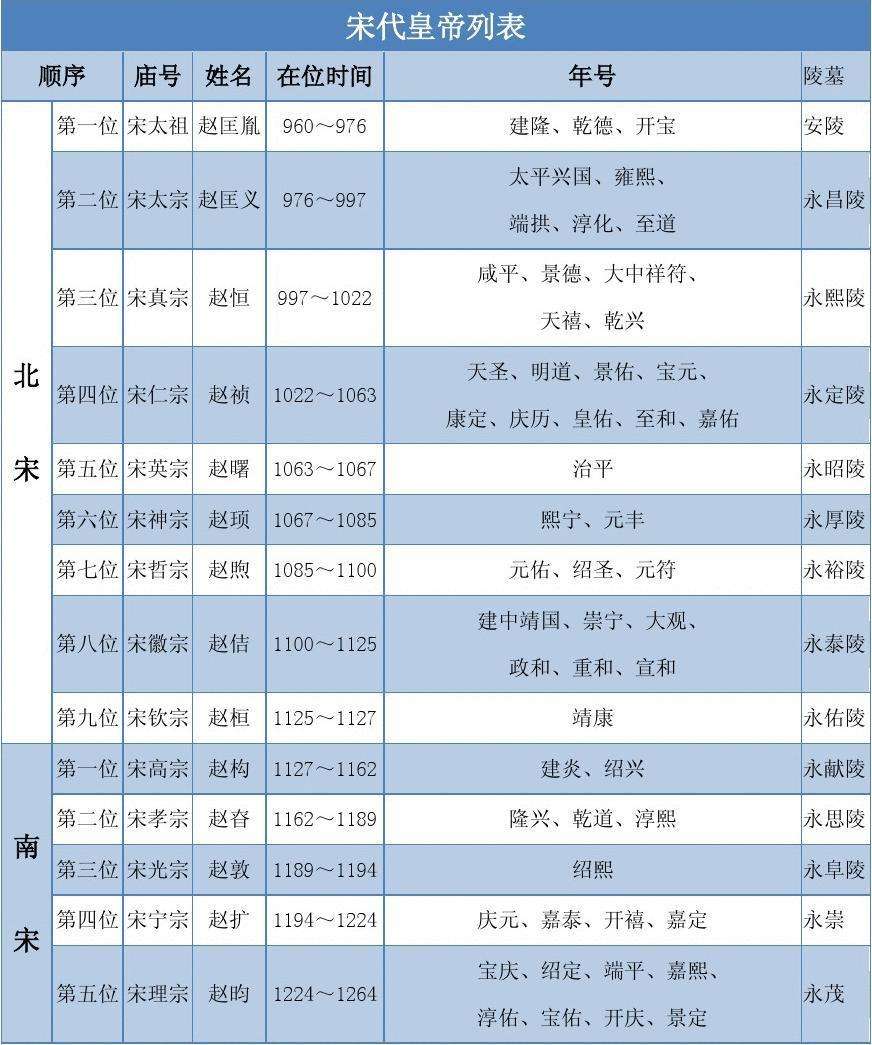 宋代皇帝列表
顺序 庙号 姓名 在位时间 年号 陵墓
北宋
第一位 宋太祖 赵匡胤 960～976 建隆、乾德、开宝 安陵
第二位 宋太宗 赵匡义 976～997 太平兴国、雍熙、
端拱、淳化、至道 永昌陵
第三位 宋真宗 赵恒 997～1022 咸平、景德、大中祥符、
天禧、乾兴 永熙陵
第四位 宋仁宗 赵祯 1022～1063 天圣、明道、景佑、宝元、
康定、庆历、皇佑、至和、嘉佑 永定陵
第五位 宋英宗 赵曙 1063～1067 治平 永昭陵
第六位 宋神宗 赵顼 1067～1085 熙宁、元丰 永厚陵
第七位 宋哲宗 赵煦 1085～1100 元佑、绍圣、元符 永裕陵
第八位 宋徽宗 赵佶 1100～1125 建中靖国、崇宁、大观、
政和、重和、宣和 永泰陵
第九位 宋钦宗 赵桓 1125～1127 靖康 永佑陵
南宋
第一位 宋高宗 赵构 1127～1162 建炎、绍兴 永献陵
第二位 宋孝宗 赵眘 1162～1189 隆兴、乾道、淳熙 永思陵
第三位 宋光宗 赵敦 1189～1194 绍熙 永阜陵
第四位 宋宁宗 赵扩 1194～1224 庆元、嘉泰、开禧、嘉定 永崇
第五位 宋理宗 赵昀 1224～1264 宝庆、绍定、端平、嘉熙、
淳佑、宝佑、开庆、景定 永茂